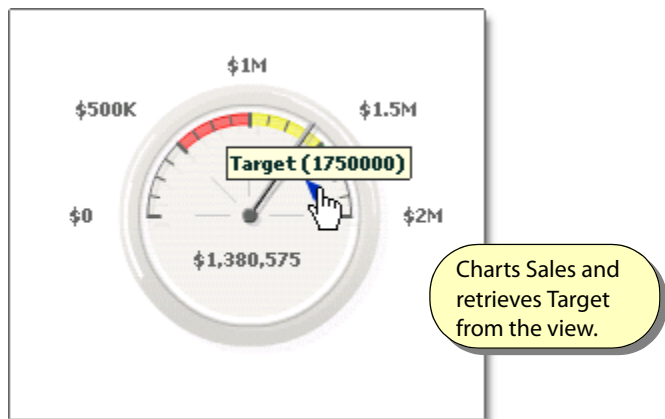 $1M
$500K
$1.5M
Target (1750000)
$0
$2M
$1,380,575
Charts Sales and
retrieves Target
from the view.